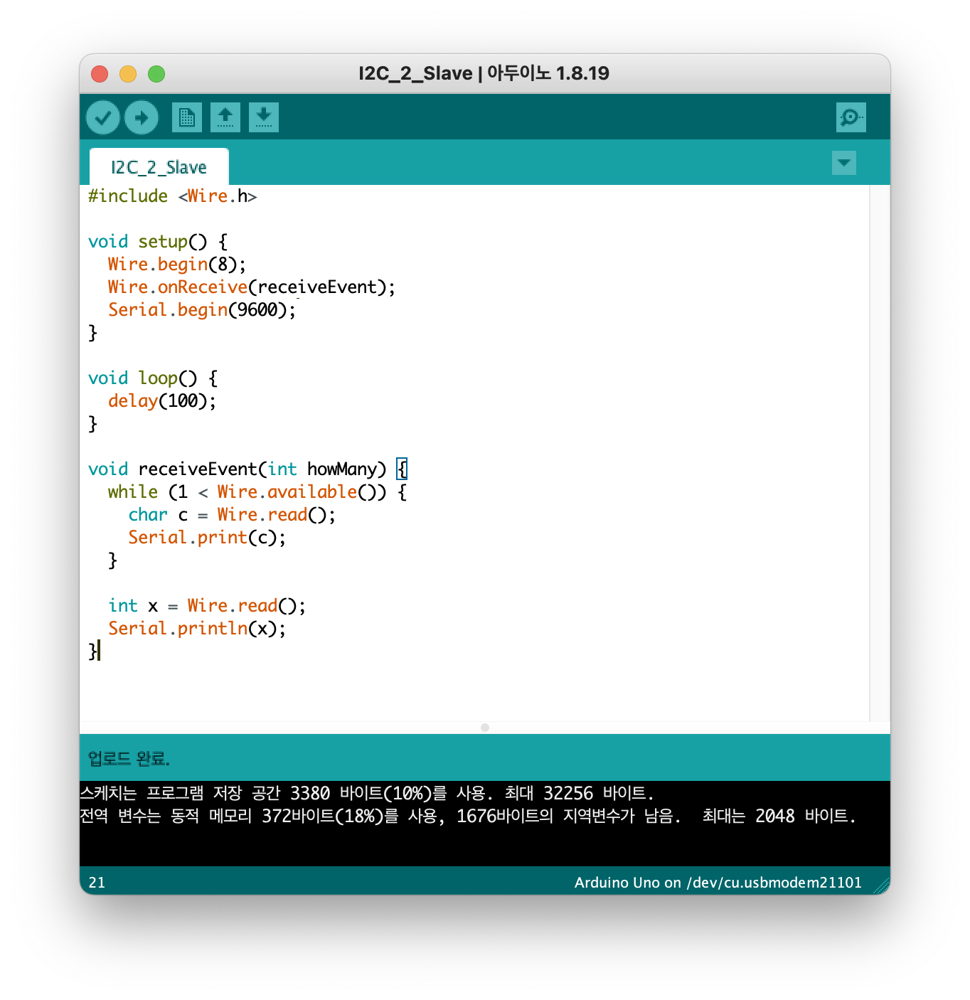 I2C_2_Slave | 아두이노 1.8.19
I2C_2_Slave
#include <Wire.h>

void setup() {
  Wire.begin(8);
  Wire.onReceive(receiveEvent);
  Serial.begin(9600);
}

void loop() {
  delay(100);
}

void receiveEvent(int howMany) {
  while (1 < Wire.available()) {
    char c = Wire.read();
    Serial.print(c);
  }

  int x = Wire.read();
  Serial.println(x);
}
업로드 완료.
스케치는 프로그램 저장 공간 3380 바이트(10%)를 사용. 최대 32256 바이트.
전역 변수는 동적 메모리 372바이트(18%)를 사용, 1676바이트의 지역변수가 남음.  최대는 2048 바이트.
21
Arduino Uno on /dev/cu.usbmodem21101